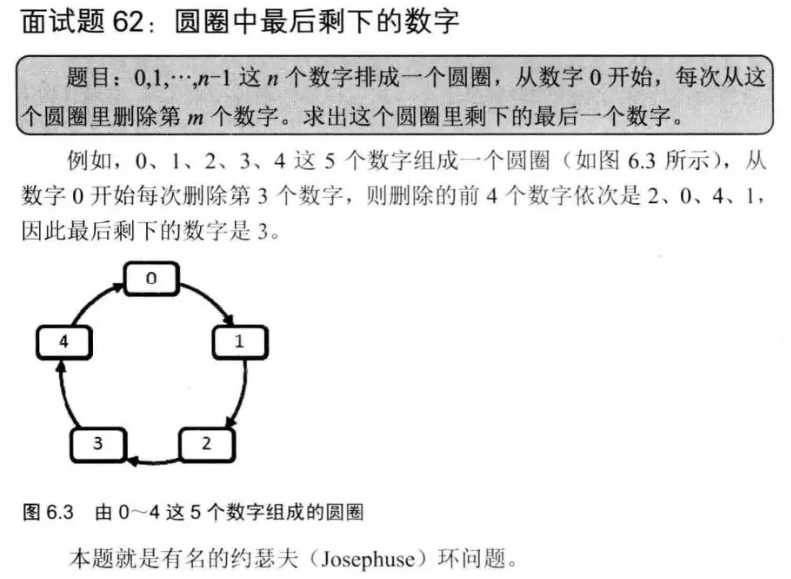 面试题 62：圆圈中最后剩下的数字
题目：0,1,⋯,n−1 这 n 个数字排成一个圆圈，从数字 0 开始，每次从这
个圆圈里删除第 m 个数字。求出这个圆圈里剩下的最后一个数字。
例如，0、1、2、3、4 这 5 个数字组成一个圆圈（如图 6.3 所示），从
数字 0 开始每次删除第 3 个数字，则删除的前 4 个数字依次是 2、0、4、1，
因此最后剩下的数字是 3。
0
4
1
3
2
图 6.3 由 0～4 这 5 个数字组成的圆圈
本题就是有名的约瑟夫（Josephuse）环问题。